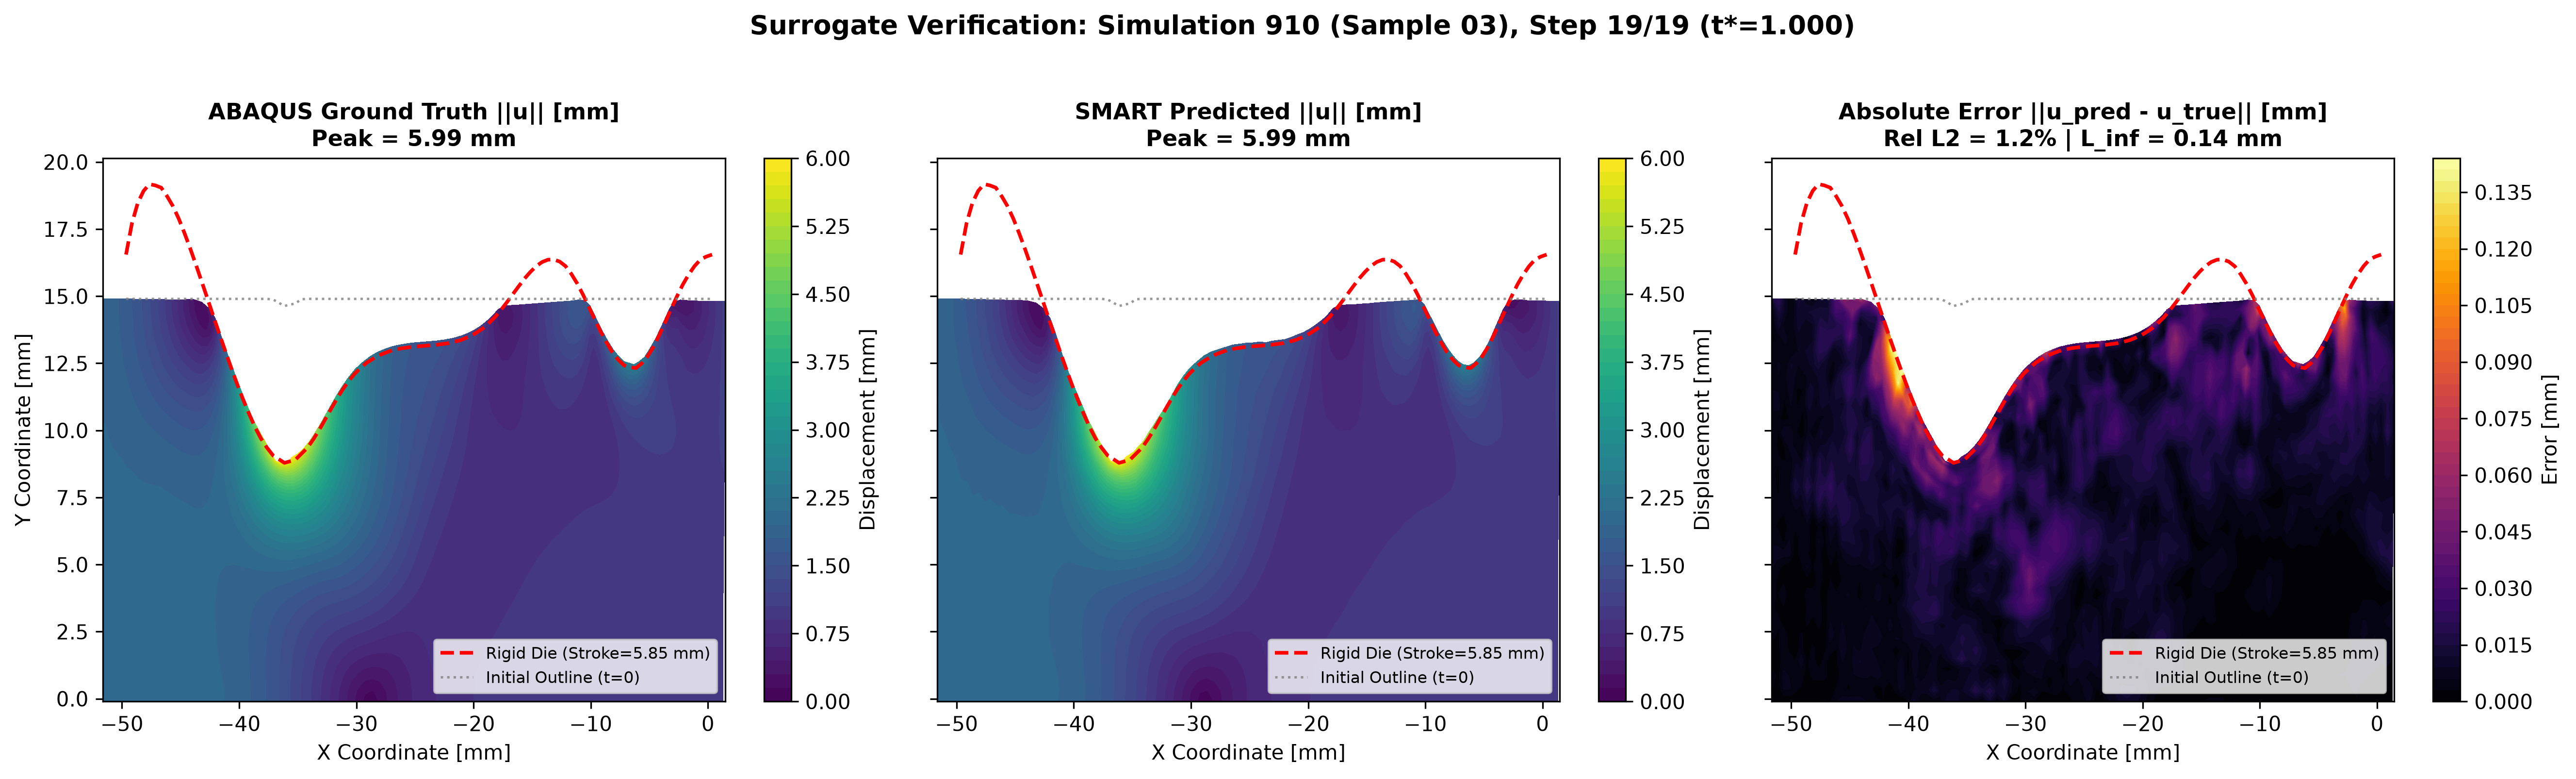 Surrogate Verification: Simulation 910 (Sample 03), Step 19/19 (t*=1.000)
ABAQUS Ground Truth ||u|| [mm]
Peak = 5.99 mm
20.0
17.5
15.0
12.5
10.0
7.5
5.0
2.5
0.0
Y Coordinate [mm]
−50
−40
−30
−20
−10
0
X Coordinate [mm]
Rigid Die (Stroke=5.85 mm)
Initial Outline (t=0)
6.00
5.25
4.50
3.75
3.00
2.25
1.50
0.75
0.00
Displacement [mm]
SMART Predicted ||u|| [mm]
Peak = 5.99 mm
−50
−40
−30
−20
−10
0
X Coordinate [mm]
Rigid Die (Stroke=5.85 mm)
Initial Outline (t=0)
6.00
5.25
4.50
3.75
3.00
2.25
1.50
0.75
0.00
Displacement [mm]
Absolute Error ||u_pred - u_true|| [mm]
Rel L2 = 1.2% | L_inf = 0.14 mm
−50
−40
−30
−20
−10
0
X Coordinate [mm]
Rigid Die (Stroke=5.85 mm)
Initial Outline (t=0)
0.135
0.120
0.105
0.090
0.075
0.060
0.045
0.030
0.015
0.000
Error [mm]